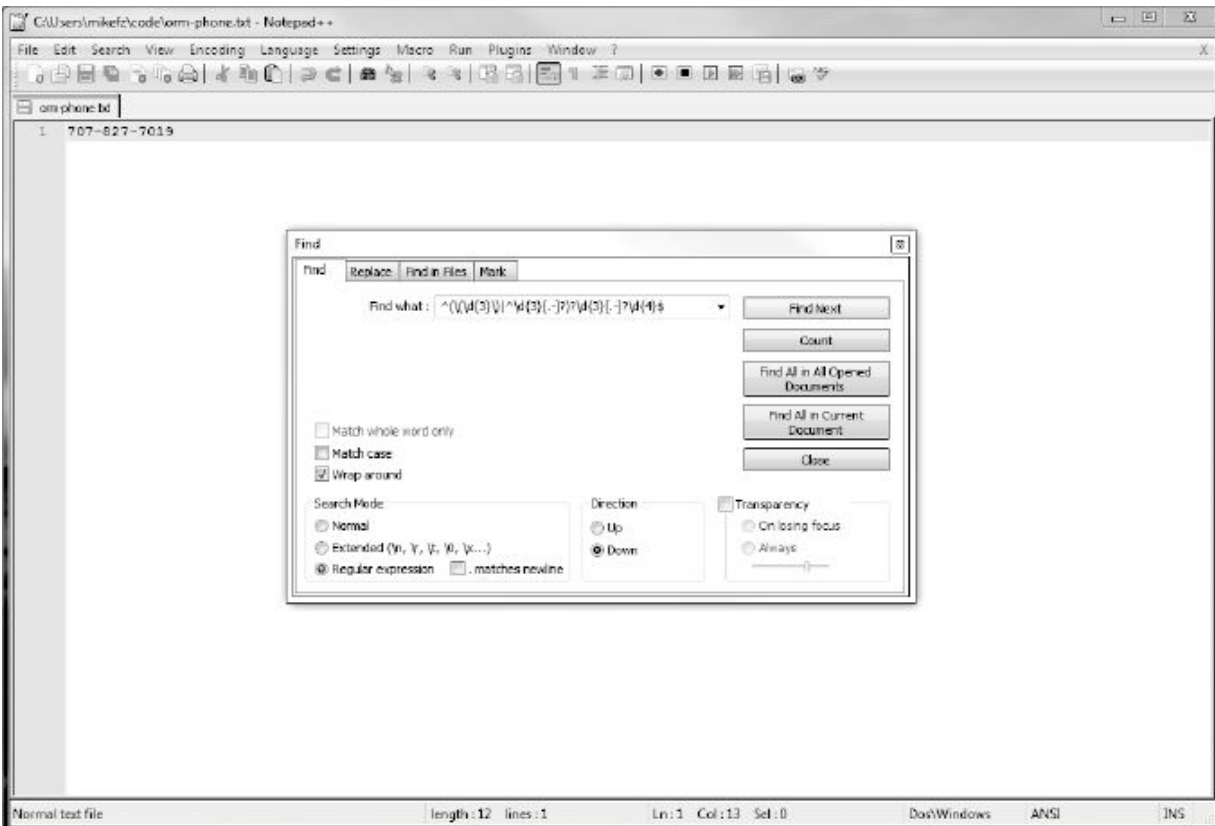 C:\Users\mikefz\code\orm-phone.txt - Notepad++
File Edit Search View Encoding Language Settings Macro Run Plugins Window ? X
orm-phone.txt
1 707-827-7019
Find
Find Replace Find in Files Mark
Find what : ^(\(\d{3}\)|^\d{3}[.-]?)?\d{3}[.-]?\d{4}$
Find Next
Count
Find All in All Opened
Documents
Find All in Current
Document
Close
Match whole word only
Match case
Wrap around
Search Mode
Normal
Extended (\n, \r, \t, \0, \x...)
Regular expression . matches newline
Direction
Up
Down
Transparency
On losing focus
Always
Normal text file length : 12 lines : 1 Ln : 1 Col : 13 Sel : 0 Dos\Windows ANSI INS